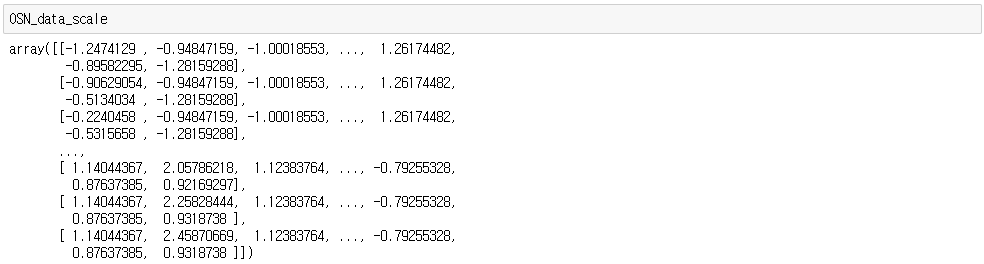 OSN_data_scale
array([[-1.2474129 , -0.94847159, -1.00018553, ...,  1.26174482,
        -0.89582295, -1.28159288],
       [-0.90629054, -0.94847159, -1.00018553, ...,  1.26174482,
        -0.5134034 , -1.28159288],
       [-0.2240458 , -0.94847159, -1.00018553, ...,  1.26174482,
        -0.5315658 , -1.28159288],
       ...,
       [ 1.14044367,  2.05786218,  1.12383764, ..., -0.79255328,
         0.87637385,  0.92169297],
       [ 1.14044367,  2.25828444,  1.12383764, ..., -0.79255328,
         0.87637385,  0.9318738 ],
       [ 1.14044367,  2.45870669,  1.12383764, ..., -0.79255328,
         0.87637385,  0.9318738 ]])